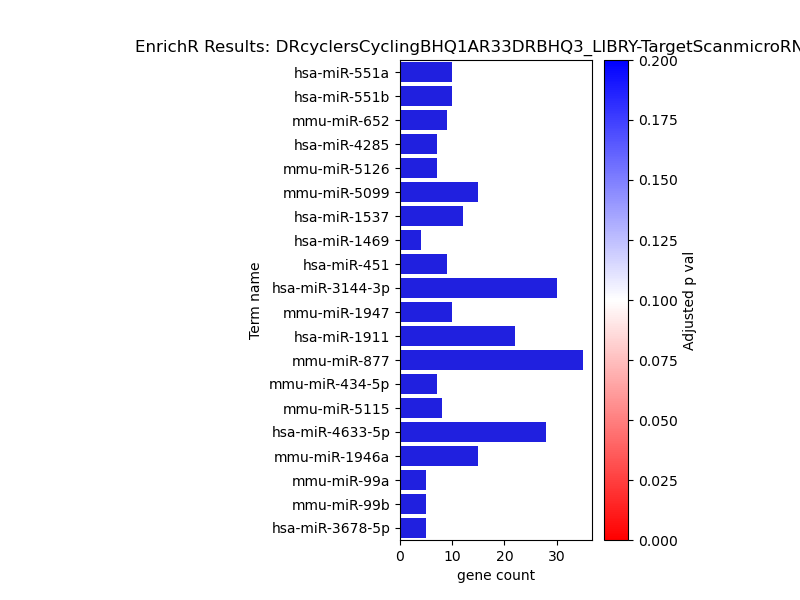 EnrichR Results: DRcyclersCyclingBHQ1AR33DRBHQ3_LIBRY-TargetScanmicroRN
hsa-miR-551a
hsa-miR-551b
mmu-miR-652
hsa-miR-4285
mmu-miR-5126
mmu-miR-5099
hsa-miR-1537
hsa-miR-1469
hsa-miR-451
hsa-miR-3144-3p
mmu-miR-1947
hsa-miR-1911
mmu-miR-877
mmu-miR-434-5p
mmu-miR-5115
hsa-miR-4633-5p
mmu-miR-1946a
mmu-miR-99a
mmu-miR-99b
hsa-miR-3678-5p
Term name
0 10 20 30
gene count
0.200
0.175
0.150
0.125
0.100
0.075
0.050
0.025
0.000
Adjusted p val